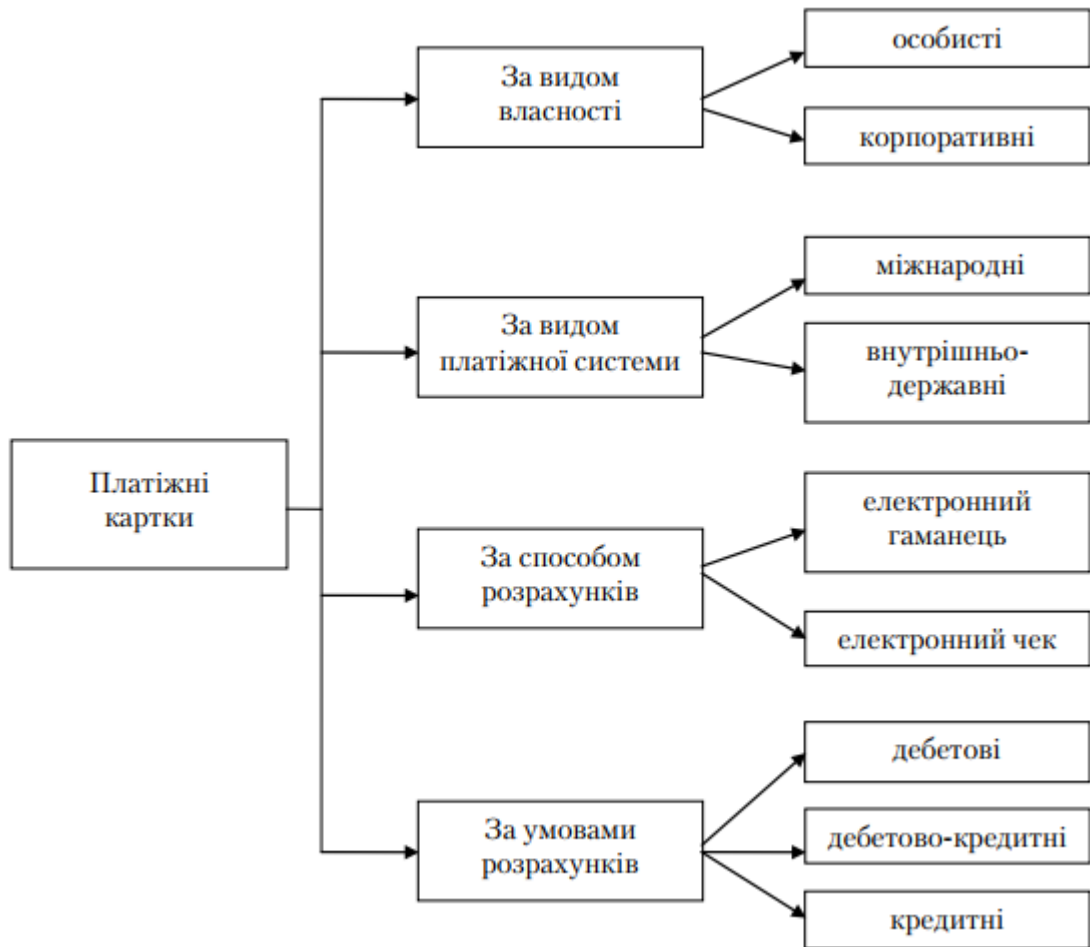 Платіжні
картки
За видом
власності
особисті
корпоративні
За видом
платіжної системи
міжнародні
внутрішньо-
державні
За способом
розрахунків
електронний
гаманець
електронний чек
За умовами
розрахунків
дебетові
дебетово-кредитні
кредитні